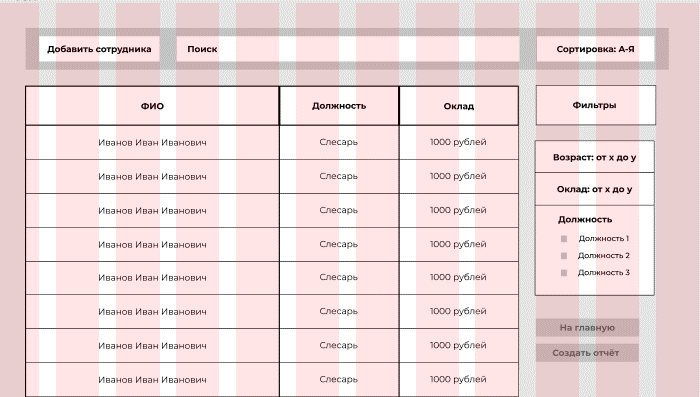 Добавить сотрудника Поиск Сортировка: А-Я
ФИО Должность Оклад Фильтры
Иванов Иван Иванович Слесарь 1000 рублей
Возраст: от х до у
Иванов Иван Иванович Слесарь 1000 рублей
Оклад: от х до у
Иванов Иван Иванович Слесарь 1000 рублей
Должность
Должность 1
Иванов Иван Иванович Слесарь 1000 рублей
Должность 2
Должность 3
Иванов Иван Иванович Слесарь 1000 рублей
Иванов Иван Иванович Слесарь 1000 рублей
На главную
Иванов Иван Иванович Слесарь 1000 рублей
Создать отчёт
Иванов Иван Иванович Слесарь 1000 рублей